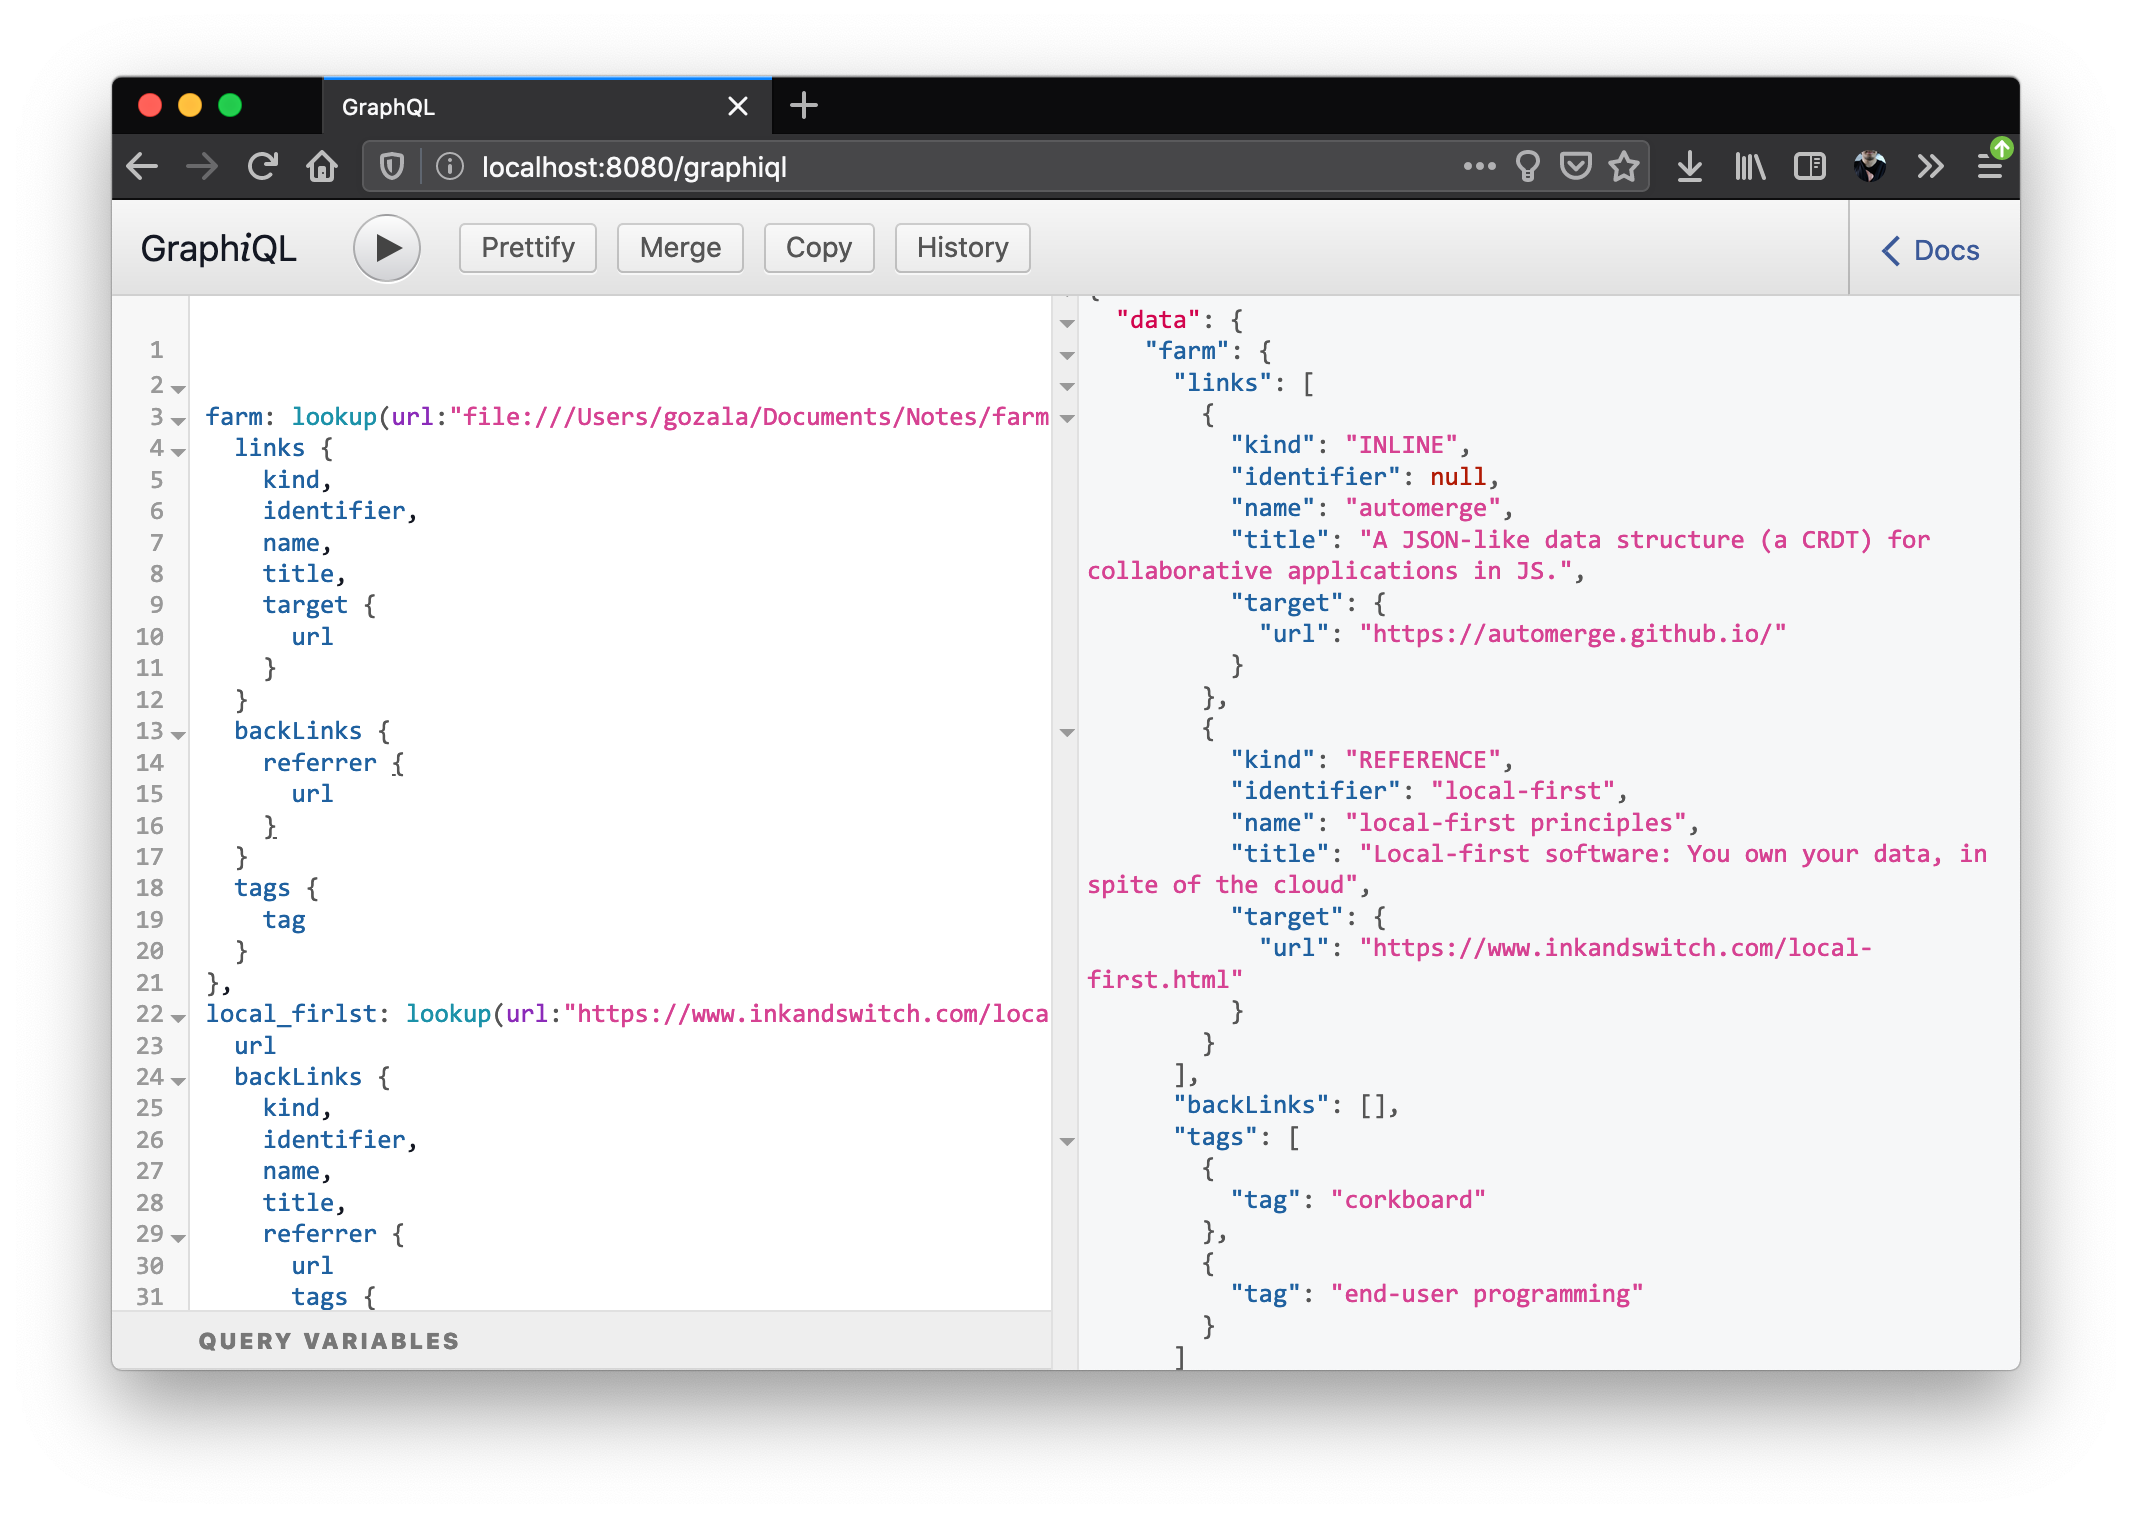 GraphQL
localhost:8080/graphiql
GraphiQL
Prettify
Merge
Copy
History
Docs
1
2
3 farm: lookup(url:"file:///Users/gozala/Documents/Notes/farm
4 links {
5 kind,
6 identifier,
7 name,
8 title,
9 target {
10 url
11 }
12 }
13 backLinks {
14 referrer {
15 url
16 }
17 }
18 tags {
19 tag
20 }
21 },
22 local_firlst: lookup(url:"https://www.inkandswitch.com/loca
23 url
24 backLinks {
25 kind,
26 identifier,
27 name,
28 title,
29 referrer {
30 url
31 tags {
QUERY VARIABLES
{
"data": {
"farm": {
"links": [
{
"kind": "INLINE",
"identifier": null,
"name": "automerge",
"title": "A JSON-like data structure (a CRDT) for
collaborative applications in JS.",
"target": {
"url": "https://automerge.github.io/"
}
},
{
"kind": "REFERENCE",
"identifier": "local-first",
"name": "local-first principles",
"title": "Local-first software: You own your data, in
spite of the cloud",
"target": {
"url": "https://www.inkandswitch.com/local-
first.html"
}
}
],
"backLinks": [],
"tags": [
{
"tag": "corkboard"
},
{
"tag": "end-user programming"
}
]